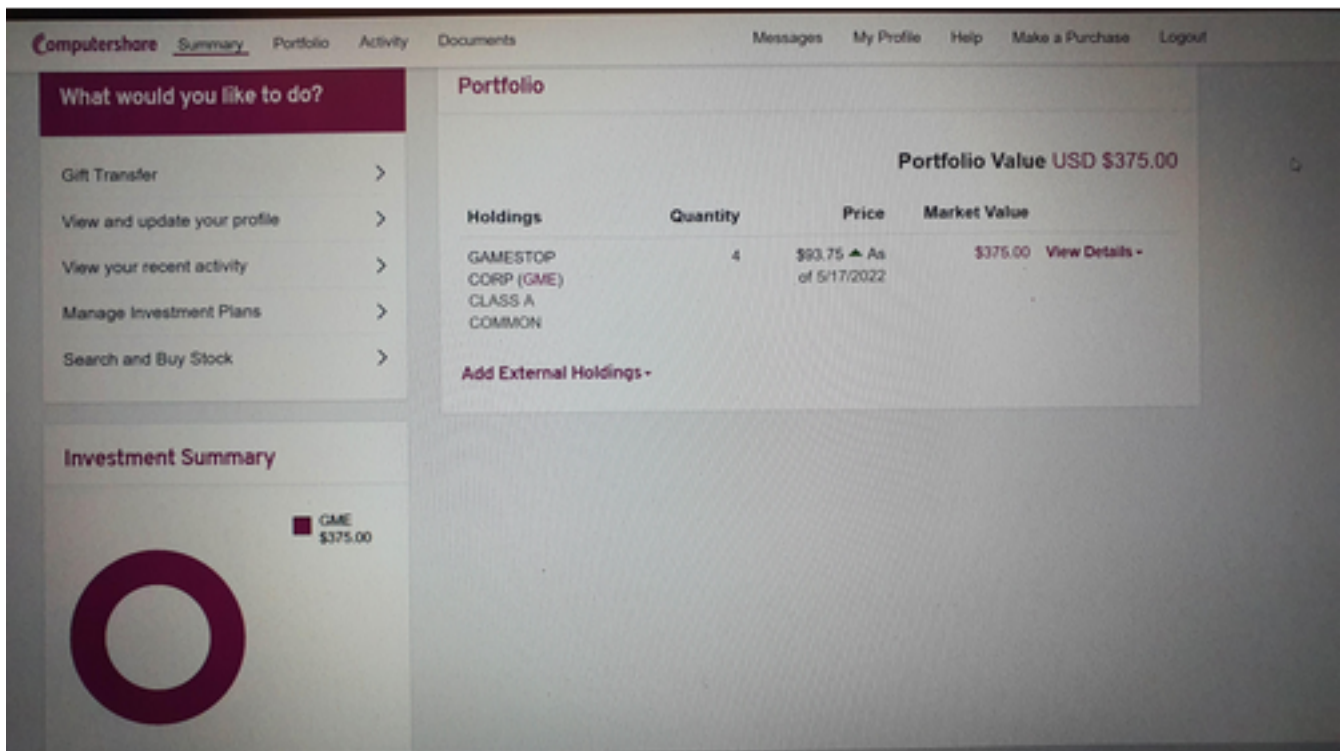 Computershare Summary Portfolio Activity Documents Messages My Profile Help Make a Purchase Logout
What would you like to do?
Gift Transfer
View and update your profile
View your recent activity
Manage Investment Plans
Search and Buy Stock
Portfolio
Portfolio Value USD $375.00
Holdings Quantity Price Market Value
GAMESTOP 4 $93.75 ▲ As $375.00 View Details
CORP (GME) of 5/17/2022
CLASS A
COMMON
Add External Holdings
Investment Summary
GME
$375.00